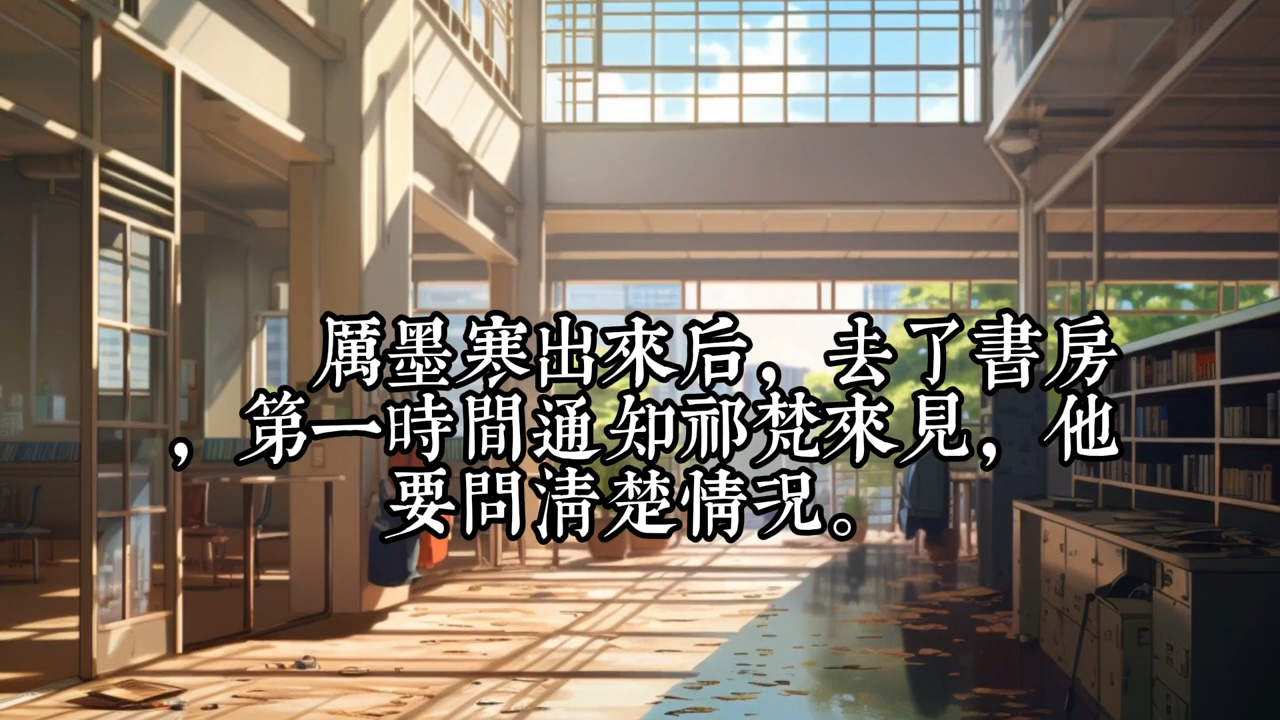 厲墨寒出來后，去了書房
，第一時間通知祁梵來見，他
要問清楚情况。